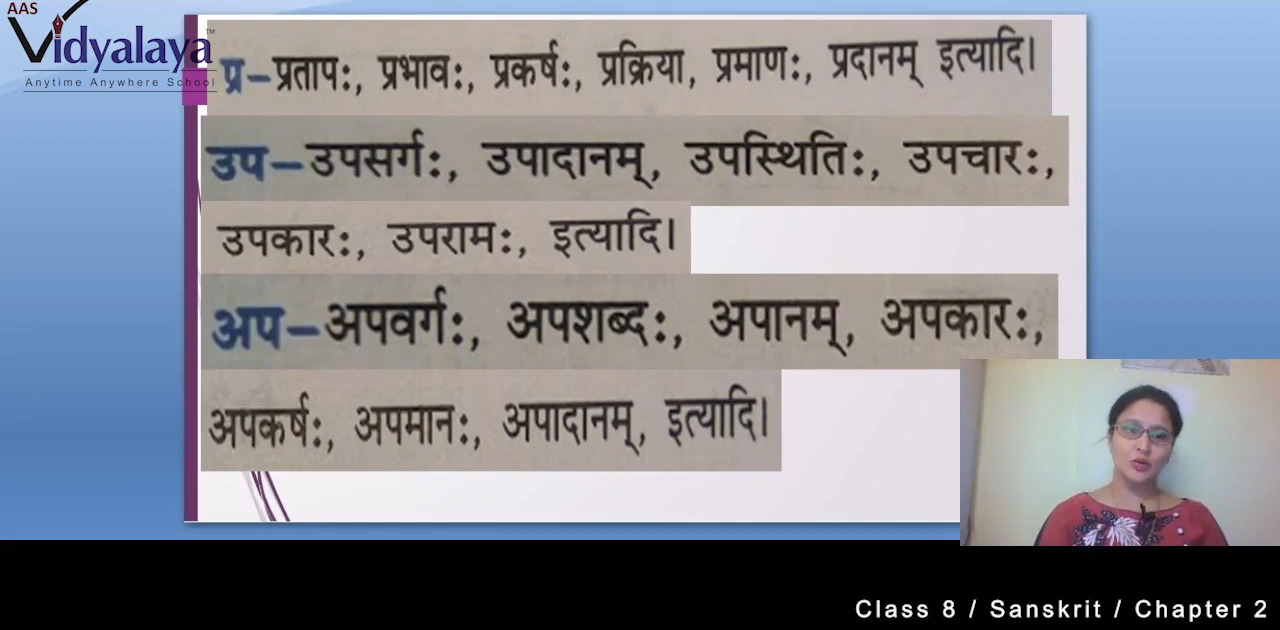 AAS
Vidyalaya™
Anytime Anywhere School
प्र–प्रतापः, प्रभावः, प्रकर्षः, प्रक्रिया, प्रमाणः, प्रदानम् इत्यादि।
उप–उपसर्गः, उपादानम्, उपस्थितिः, उपचारः,
उपकारः, उपरामः, इत्यादि।
अप–अपवर्गः, अपशब्दः, अपानम्, अपकारः,
अपकर्षः, अपमानः, अपादानम्, इत्यादि।
Class 8 / Sanskrit / Chapter 2